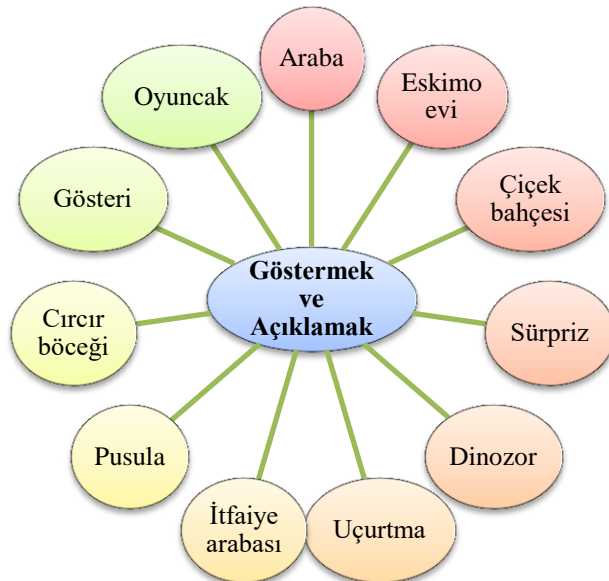 Araba
Eskimo
evi
Oyuncak
Çiçek
bahçesi
Gösteri
Göstermek
ve
Açıklamak
Cırcır
böceği
Sürpriz
Pusula
Dinozor
İtfaiye
arabası
Uçurtma